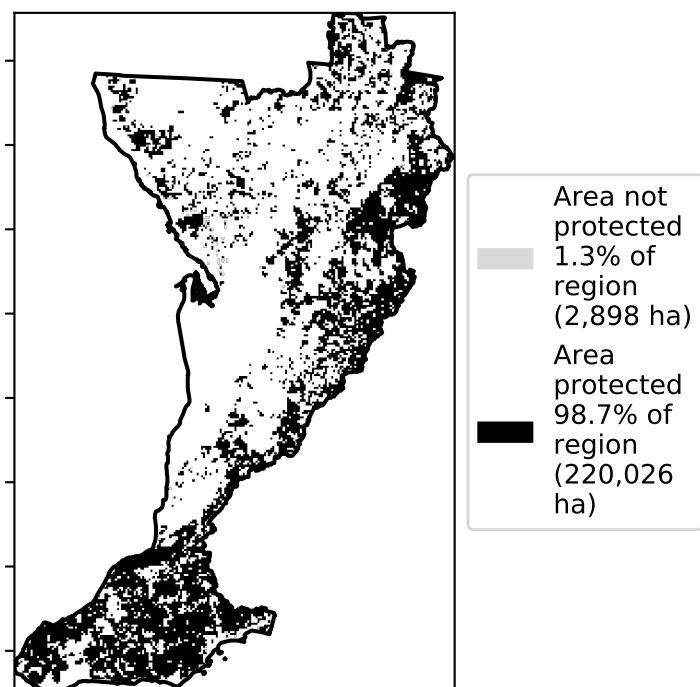 Area not
protected
1.3% of
region
(2,898 ha)
Area
protected
98.7% of
region
(220,026
ha)